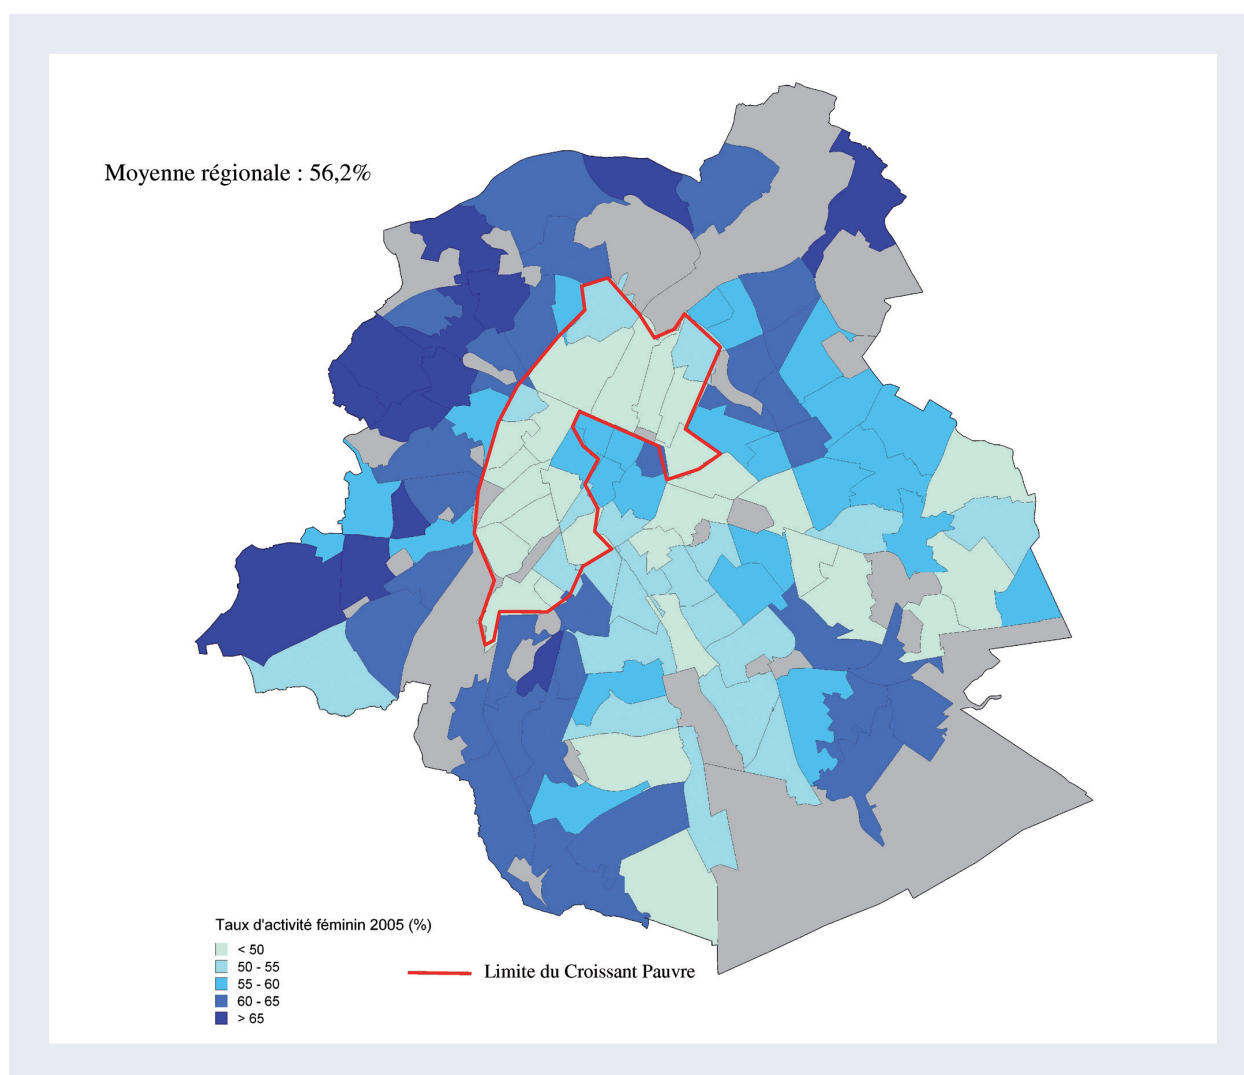 Moyenne régionale : 56,2%
Taux d'activité féminin 2005 (%)
< 50
50 - 55
55 - 60
60 - 65
> 65
Limite du Croissant Pauvre